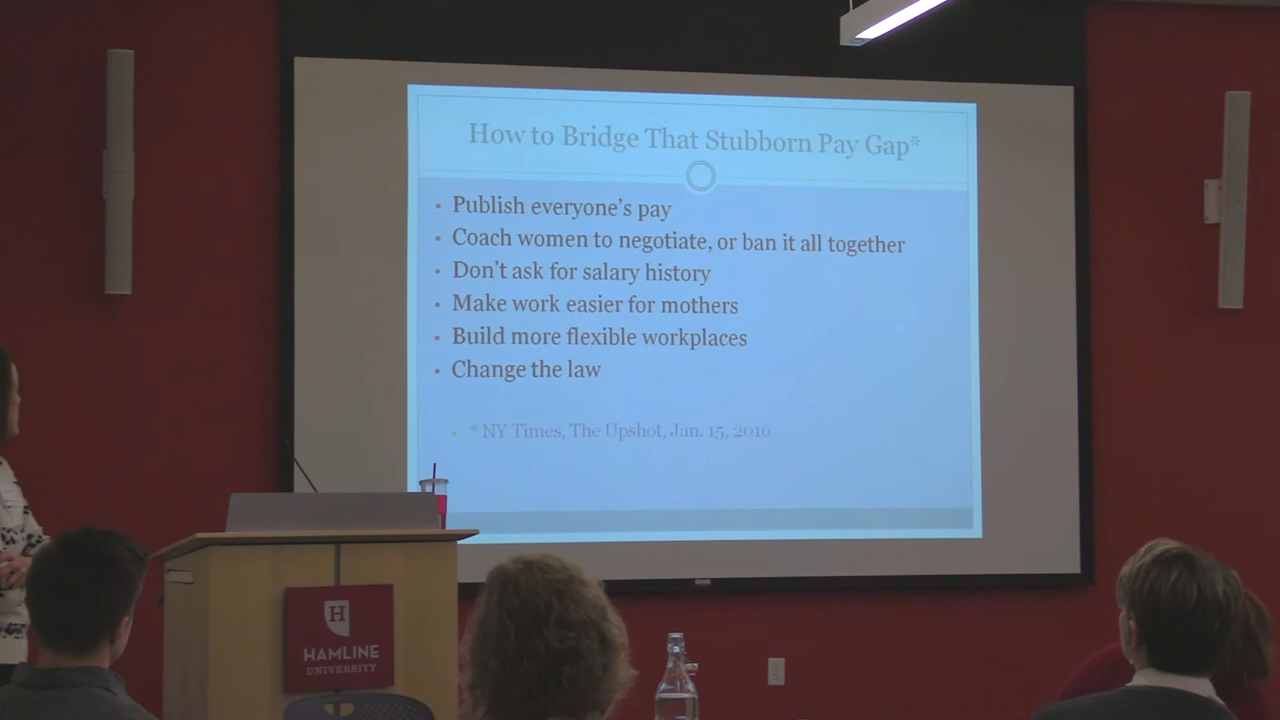 How to Bridge That Stubborn Pay Gap*
• Publish everyone's pay
• Coach women to negotiate, or ban it all together
• Don't ask for salary history
• Make work easier for mothers
• Build more flexible workplaces
• Change the law
• * NY Times, The Upshot, Jan. 15, 2016
H
HAMLINE
UNIVERSITY